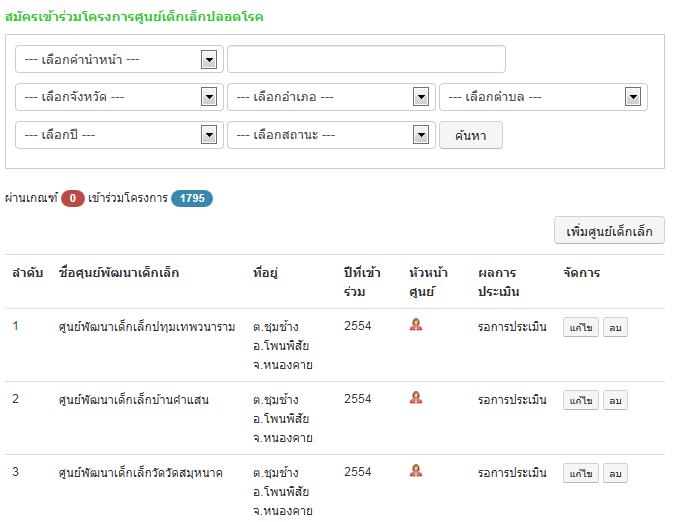 สมัครเข้าร่วมโครงการศูนย์เด็กเล็กปลอดโรค
--- เลือกคำนำหน้า ---
--- เลือกจังหวัด --- --- เลือกอำเภอ --- --- เลือกตำบล ---
--- เลือกปี --- --- เลือกสถานะ --- ค้นหา
ผ่านเกณฑ์ 0 เข้าร่วมโครงการ 1795
เพิ่มศูนย์เด็กเล็ก
ลำดับ ชื่อศูนย์พัฒนาเด็กเล็ก ที่อยู่ ปีที่เข้า หัวหน้า ผลการ จัดการ
ร่วม ศูนย์ ประเมิน
1 ศูนย์พัฒนาเด็กเล็กปทุมเทพวนาราม ต.ชุมช้าง 2554 รอการประเมิน แก้ไข ลบ
อ.โพนพิสัย
จ.หนองคาย
2 ศูนย์พัฒนาเด็กเล็กบ้านคำแสน ต.ชุมช้าง 2554 รอการประเมิน แก้ไข ลบ
อ.โพนพิสัย
จ.หนองคาย
3 ศูนย์พัฒนาเด็กเล็กวัดวัดสมุหนาค ต.ชุมช้าง 2554 รอการประเมิน แก้ไข ลบ
อ.โพนพิสัย
จ.หนองคาย